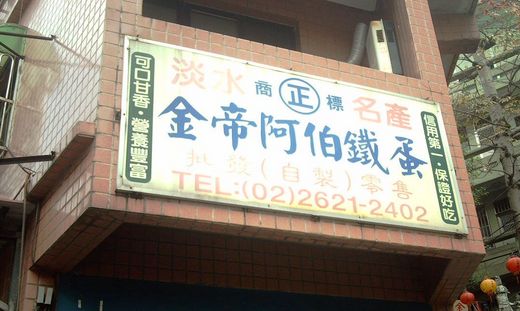 淡水 商正標 名產
金帝阿伯鐵蛋
批發(自製)零售
TEL:(02)2621-2402
可口甘香·營養豐富
信用第一·保證好吃